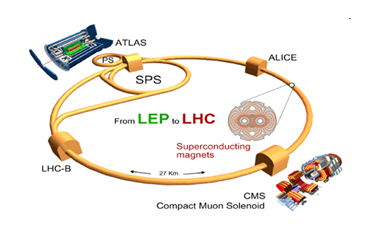 ATLAS
PS
SPS
ALICE
From LEP to LHC
Superconducting
magnets
LHC-B
27 Km
CMS
Compact Muon Solenoid